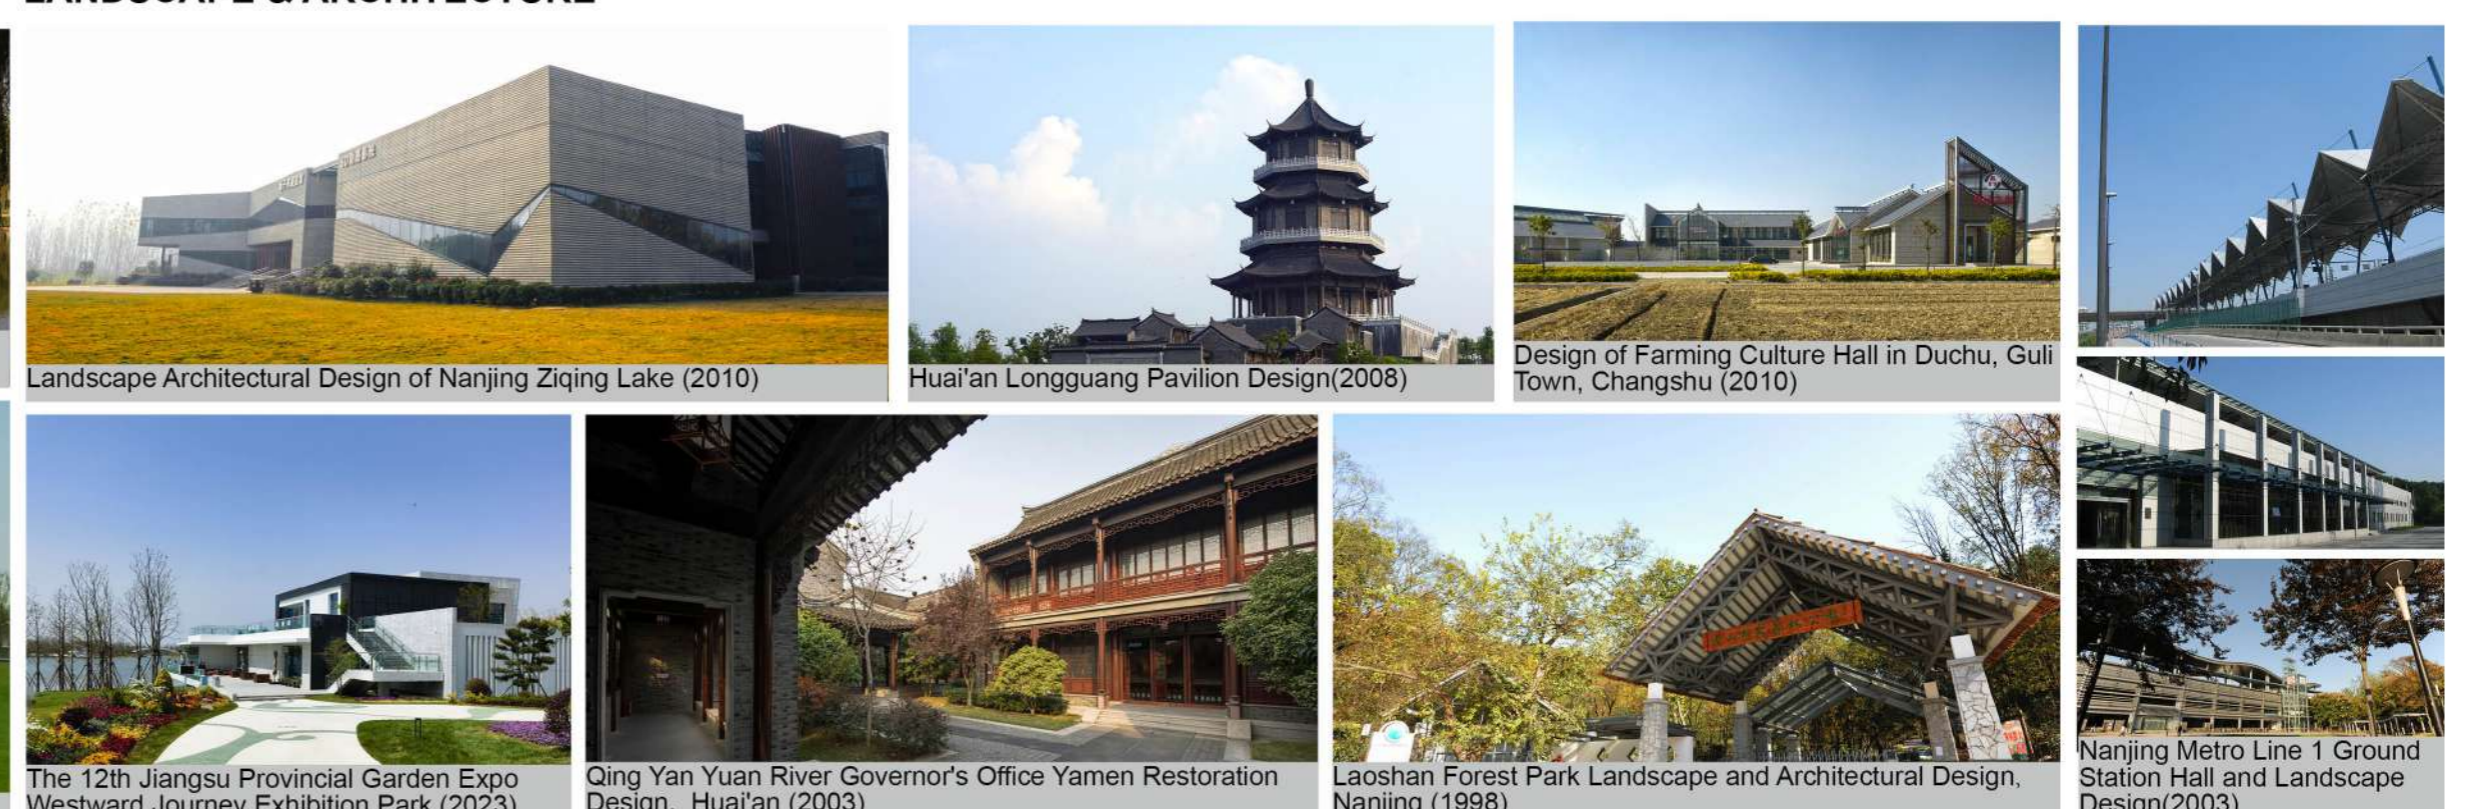 LANDSCAPE & ARCHITECTURE
Landscape Architectural Design of Nanjing Ziqing Lake (2010)
Huai'an Longguang Pavilion Design(2008)
Design of Farming Culture Hall in Duchu, Guli
Town, Changshu (2010)
The 12th Jiangsu Provincial Garden Expo
Westward Journey Exhibition Park (2023)
Qing Yan Yuan River Governor's Office Yamen Restoration
Design, Huai'an (2003)
Laoshan Forest Park Landscape and Architectural Design,
Nanjing (1998)
Nanjing Metro Line 1 Ground
Station Hall and Landscape
Design(2003)